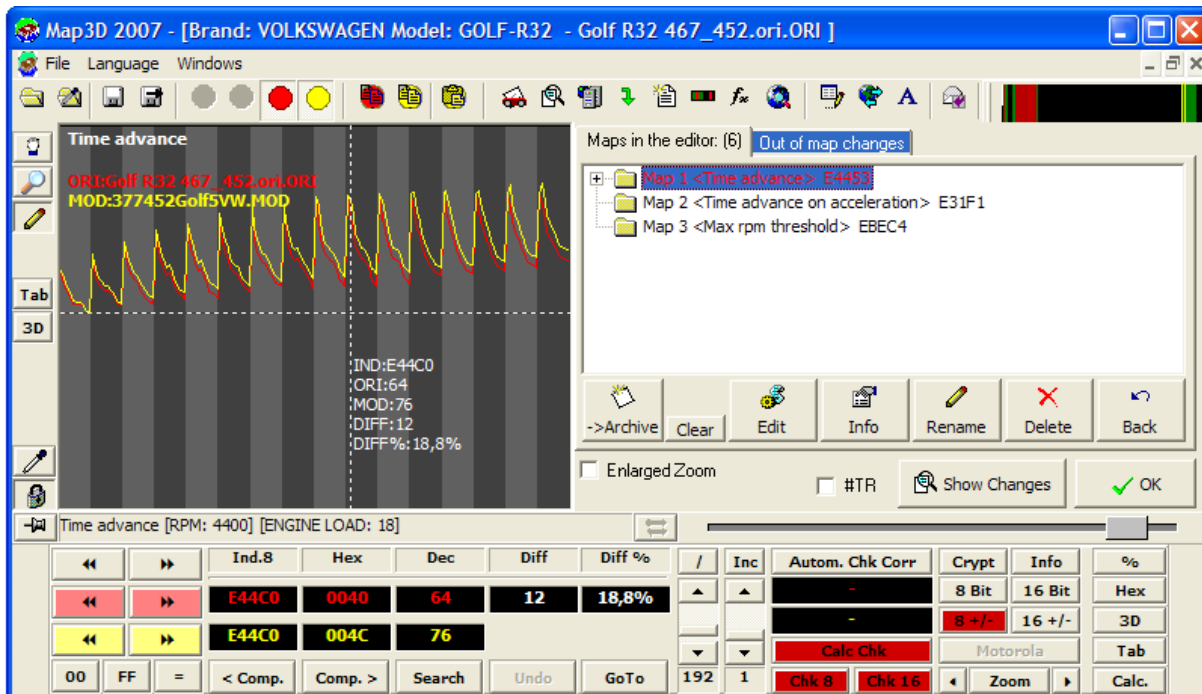 Map3D 2007 - [Brand: VOLKSWAGEN Model: GOLF-R32 - Golf R32 467_452.ori.ORI ]
File Language Windows
Time advance
ORI:Golf R32 467_452.ori.ORI
MOD:377452Golf5VW.MOD
IND:E44C0
ORI:64
MOD:76
DIFF:12
DIFF%:18,8%
Tab
3D
Maps in the editor: (6) Out of map changes
Map 1 <Time advance> E4453
Map 2 <Time advance on acceleration> E31F1
Map 3 <Max rpm threshold> EBEC4
->Archive Clear Edit Info Rename Delete Back
Enlarged Zoom #TR Show Changes OK
Time advance [RPM: 4400] [ENGINE LOAD: 18]
Ind.8 Hex Dec Diff Diff % / Inc Autom. Chk Corr Crypt Info %
E44C0 0040 64 12 18,8% - 8 Bit 16 Bit Hex
E44C0 004C 76 - 8 +/- 16 +/- 3D
Calc Chk Motorola Tab
00 FF = < Comp. Comp. > Search Undo GoTo 192 1 Chk 8 Chk 16 Zoom Calc.